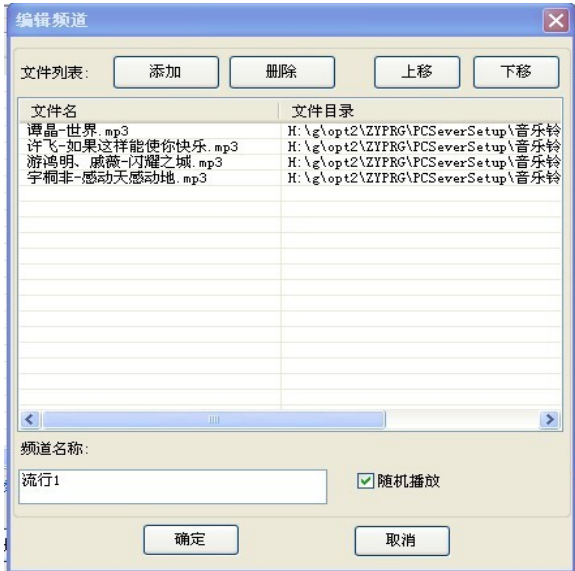 编辑频道
文件列表: 添加 删除 上移 下移
文件名 文件目录
谭晶-世界.mp3 H:\g\opt2\ZYPRG\PCSeverSetup\音乐铃
许飞-如果这样能使你快乐.mp3 H:\g\opt2\ZYPRG\PCSeverSetup\音乐铃
游鸿明、戚薇-闪耀之城.mp3 H:\g\opt2\ZYPRG\PCSeverSetup\音乐铃
宇桐非-感动天感动地.mp3 H:\g\opt2\ZYPRG\PCSeverSetup\音乐铃
频道名称:
流行1 随机播放
确定 取消